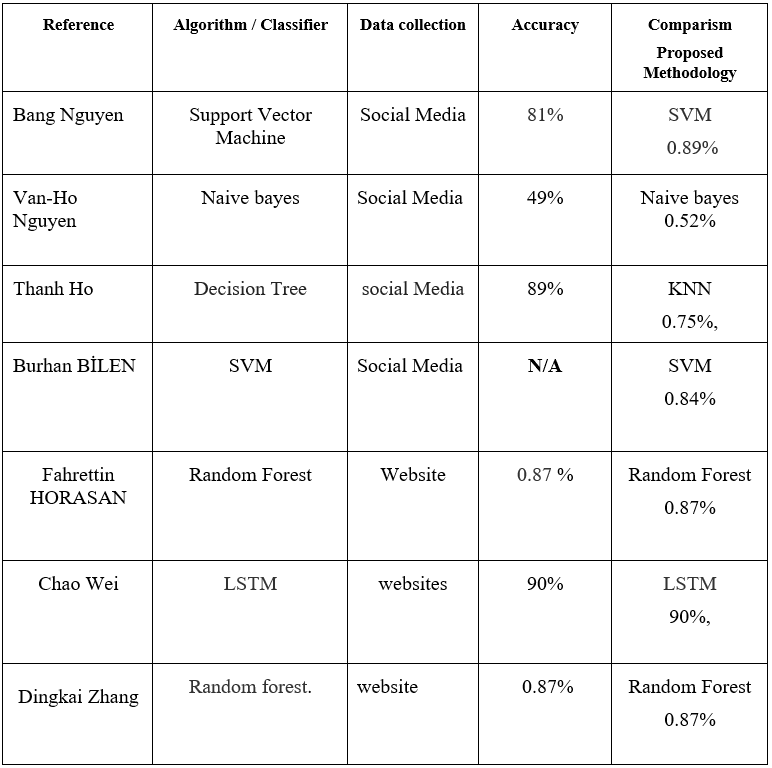 Reference
Algorithm / Classifier
Data collection
Accuracy
Comparism
Proposed
Methodology
Bang Nguyen
Support Vector
Machine
Social Media
81%
SVM
0.89%
Van-Ho
Nguyen
Naive bayes
Social Media
49%
Naive bayes
0.52%
Thanh Ho
Decision Tree
social Media
89%
KNN
0.75%,
Burhan BİLEN
SVM
Social Media
N/A
SVM
0.84%
Fahrettin
HORASAN
Random Forest
Website
0.87 %
Random Forest
0.87%
Chao Wei
LSTM
websites
90%
LSTM
90%,
Dingkai Zhang
Random forest.
website
0.87%
Random Forest
0.87%